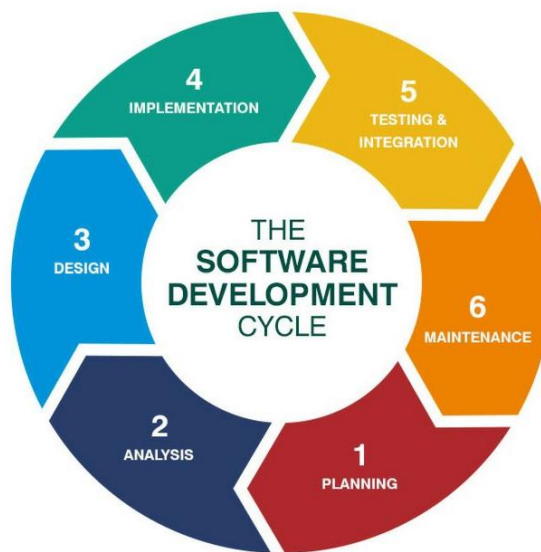 THE
SOFTWARE
DEVELOPMENT
CYCLE
1
PLANNING
2
ANALYSIS
3
DESIGN
4
IMPLEMENTATION
5
TESTING &
INTEGRATION
6
MAINTENANCE